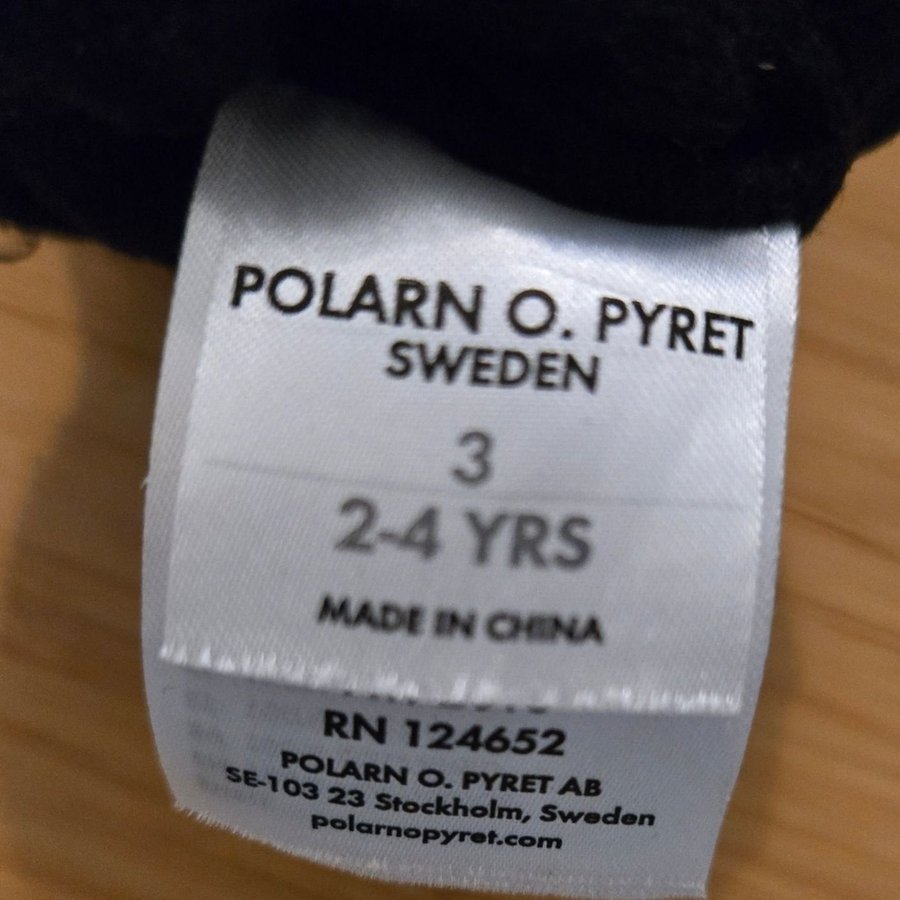 POLARN O. PYRET
SWEDEN
3
2-4 YRS
MADE IN CHINA
RN 124652
POLARN O. PYRET AB
SE-103 23 Stockholm, Sweden
polarnopyret.com